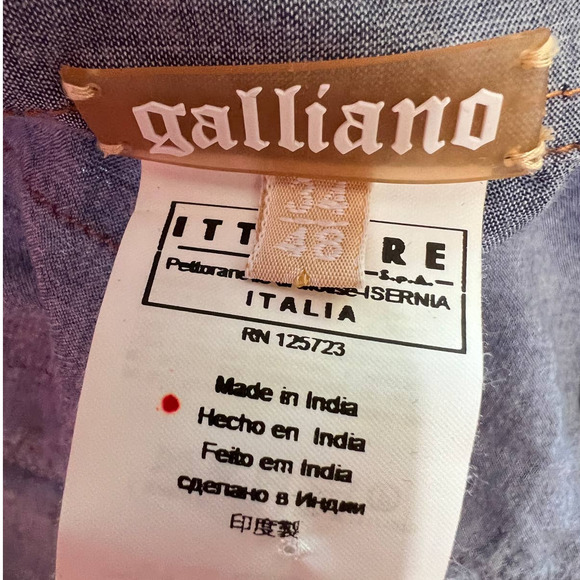 galliano
34
48
RE
S.p.A.
ISERNIA
ITALIA
RN 125723
Made in India
Hecho en India
Feito em India
сделано в Индии
印度製